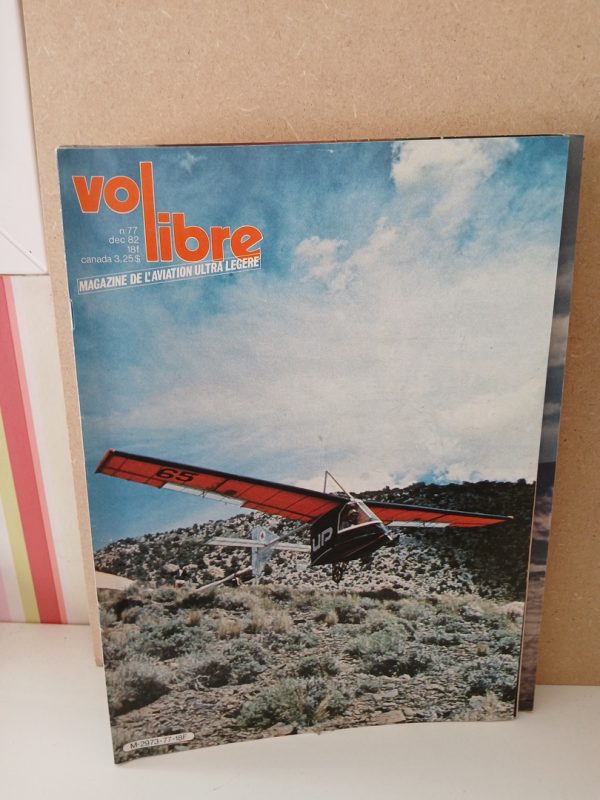 vol
libre
n 77
dec 82
18f
canada 3,25 $
MAGAZINE DE L'AVIATION ULTRA LEGERE
65
UP
M-2973-77-18F